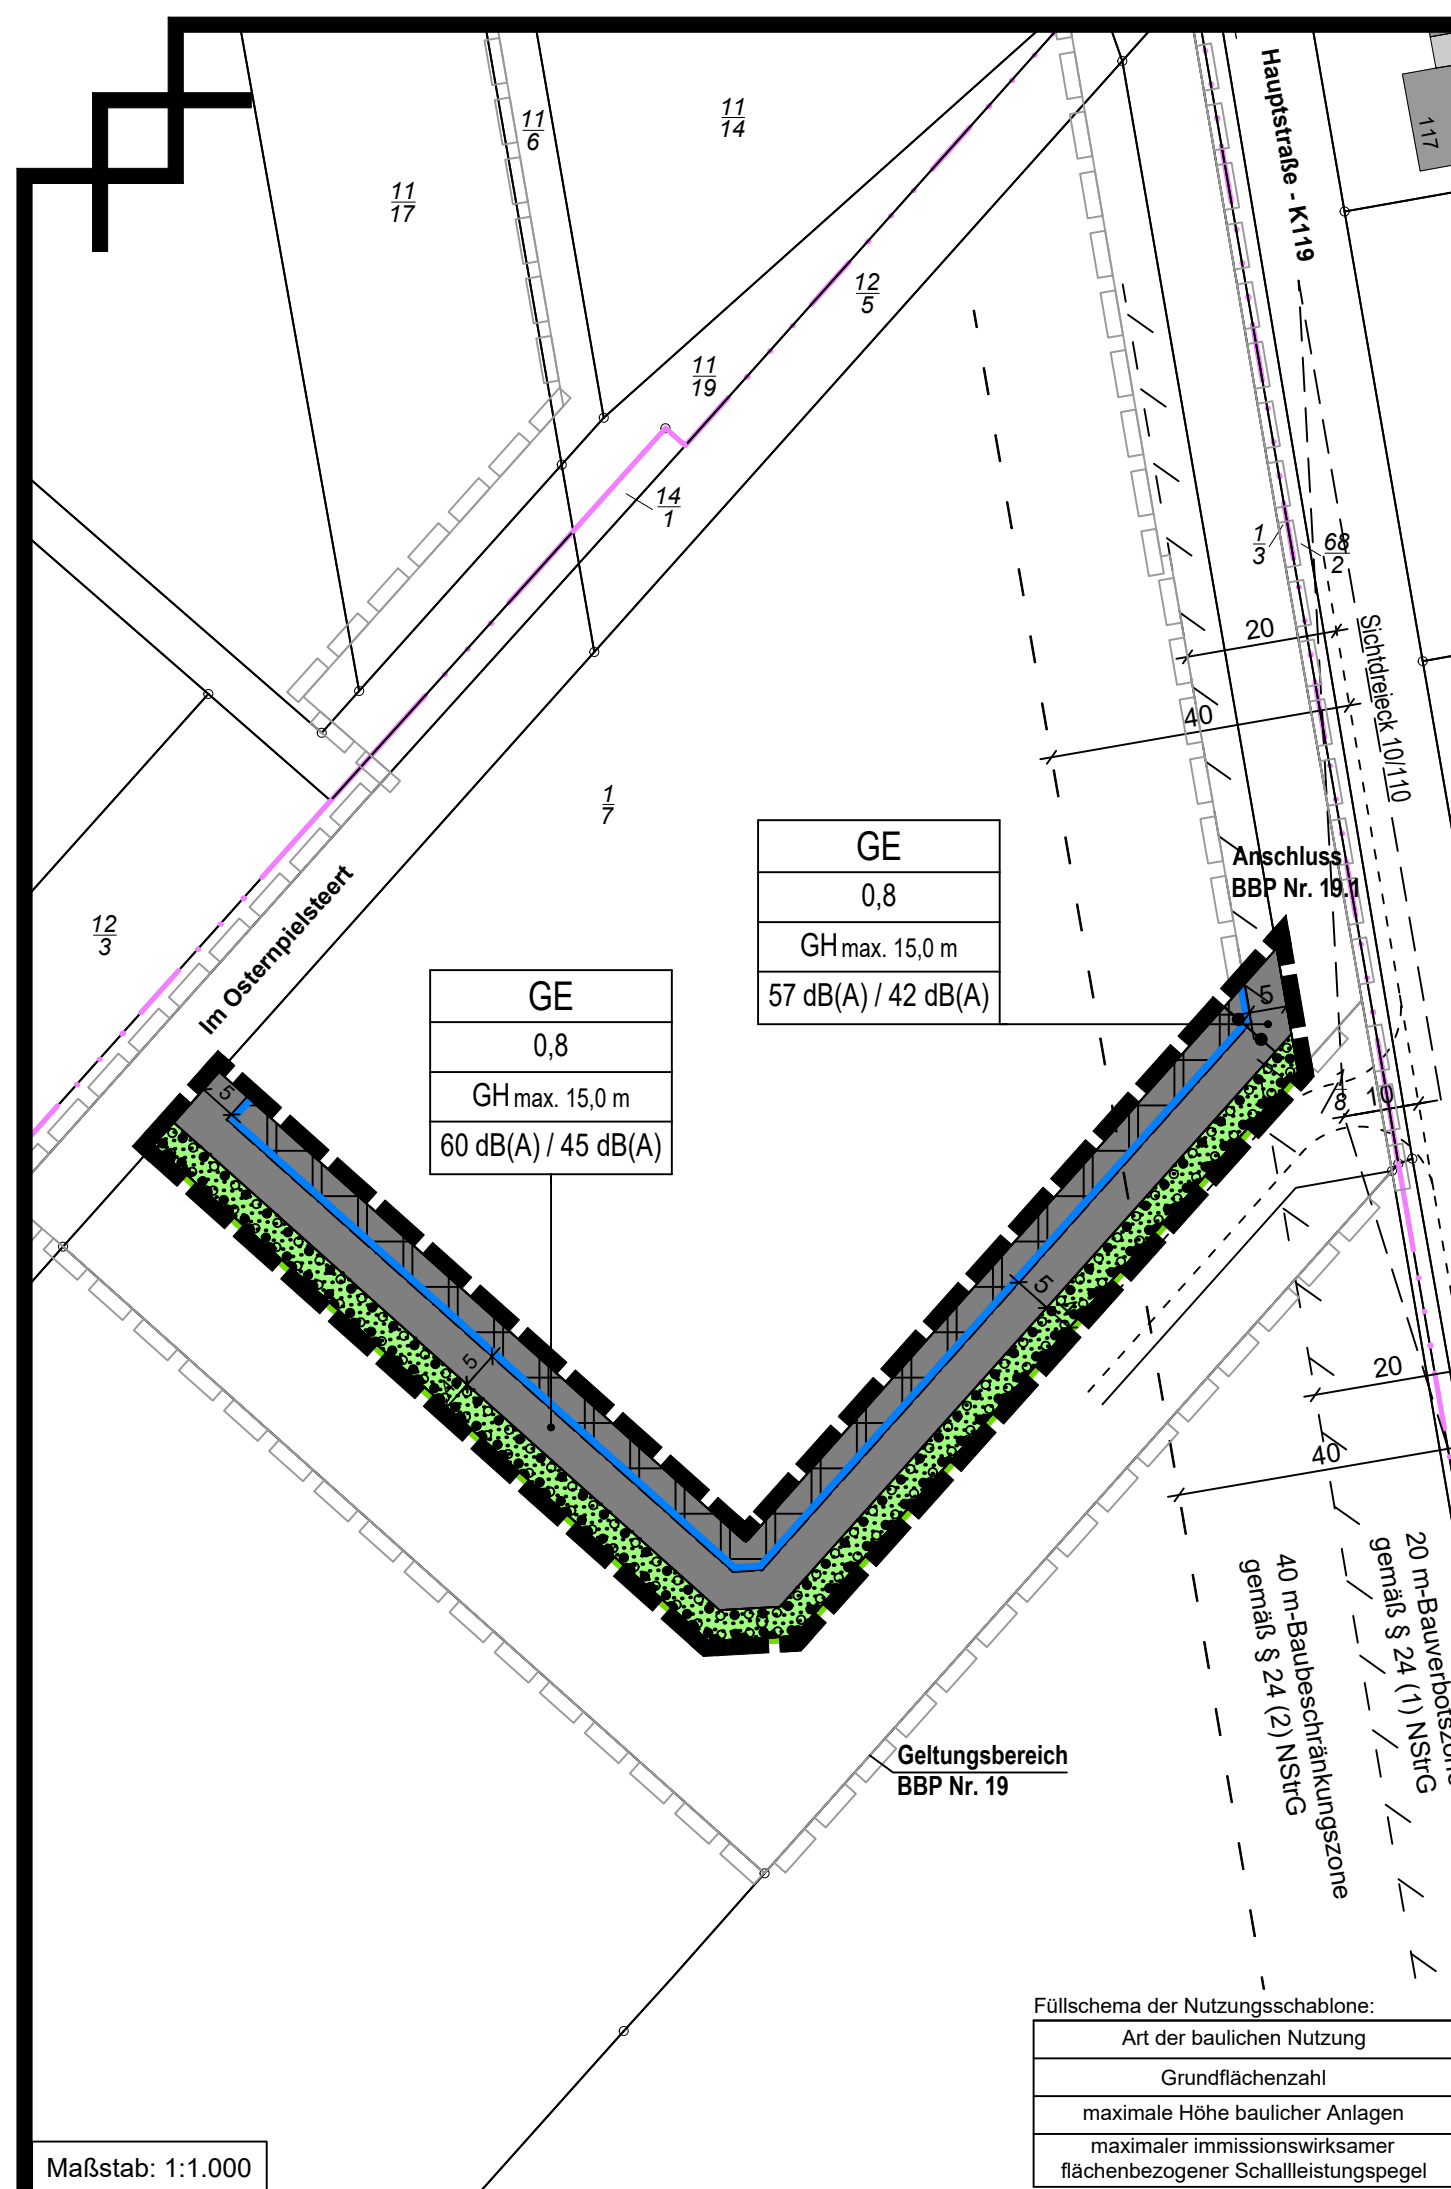 11
6
11
14
11
17
Hauptstraße - K119
117
12
5
11
19
14
1
1
3
68
2
20
Sichtdreieck 10/110
40
1
7
GE
0,8
GH max. 15,0 m
57 dB(A) / 42 dB(A)
Anschluss
BBP Nr. 19.1
12
3
Im Osternpielsteert
GE
0,8
GH max. 15,0 m
60 dB(A) / 45 dB(A)
5
5
1
8
10
5
5
20
40
20 m-Bauverbotszone
gemäß § 24 (1) NStrG
40 m-Baubeschränkungszone
gemäß § 24 (2) NStrG
Geltungsbereich
BBP Nr. 19
Füllschema der Nutzungsschablone:
Art der baulichen Nutzung
Grundflächenzahl
maximale Höhe baulicher Anlagen
maximaler immissionswirksamer
flächenbezogener Schallleistungspegel
Maßstab: 1:1.000